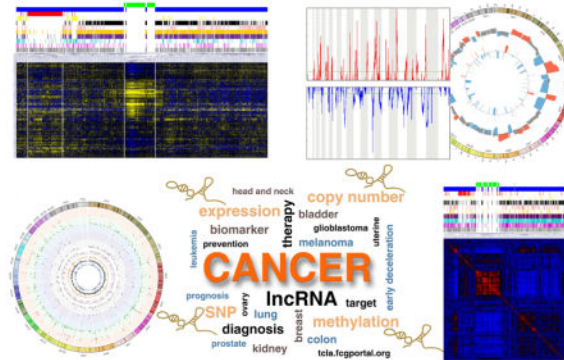 head and neck
copy number
expression
therapy
bladder
biomarker
glioblastoma
uterine
prevention
melanoma
leukemia
early deceleration
CANCER
prognosis
ovary
lncRNA
target
SNP
lung
breast
methylation
diagnosis
colon
prostate
kidney
tcla.fcgportal.org